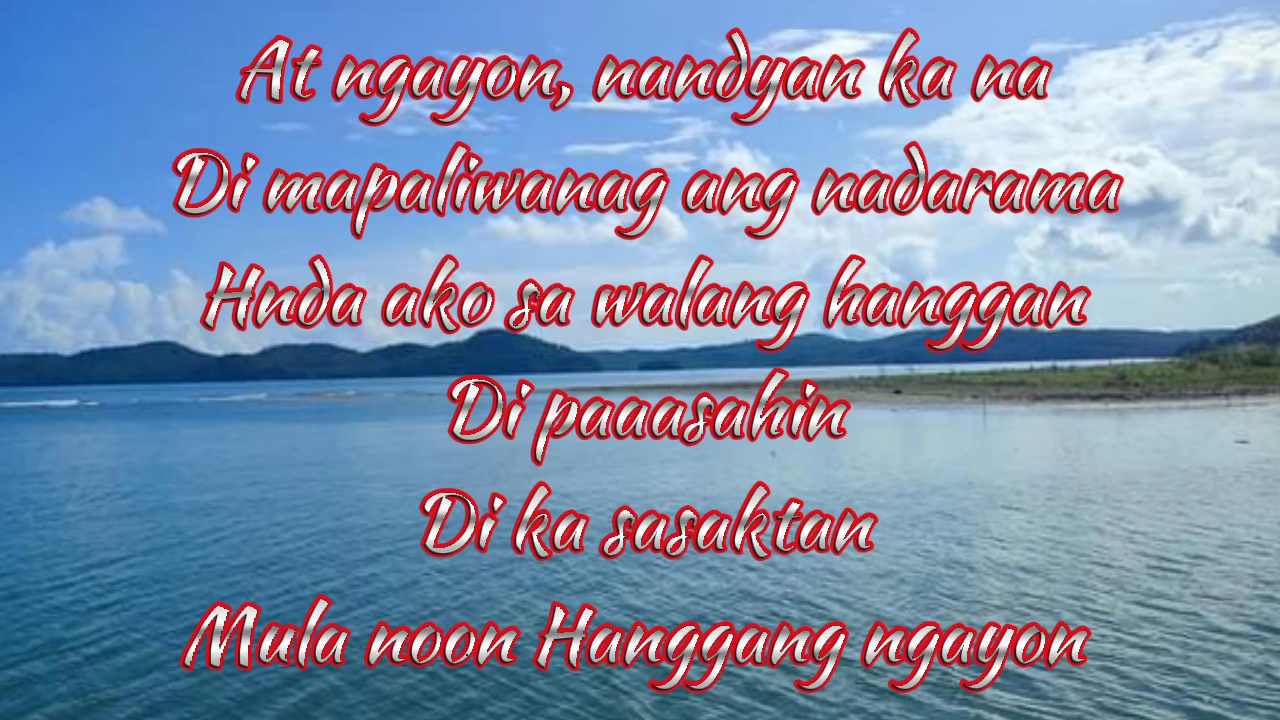 At ngayon, nandyan ka na
Di mapaliwanag ang nadarama
Hnda ako sa walang hanggan
Di paaasahin
Di ka sasaktan
Mula noon Hanggang ngayon